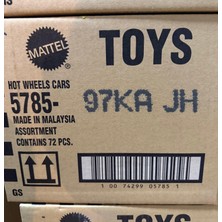 MATTEL
TOYS
HOT WHEELS CARS
5785-
97KA JH
MADE IN MALAYSIA
ASSORTMENT
CONTAINS 72 PCS.
GS
1 00 74299 05785 1
TOYS